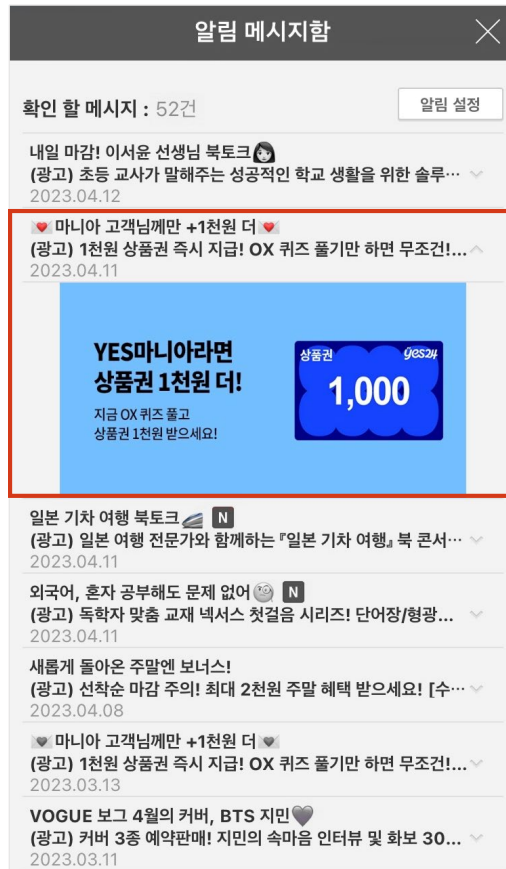 알림 메시지함
확인 할 메시지 : 52건
알림 설정
내일 마감! 이서윤 선생님 북토크👩🏻
(광고) 초등 교사가 말해주는 성공적인 학교 생활을 위한 솔루…
2023.04.12
💌마니아 고객님께만 +1천원 더💌
(광고) 1천원 상품권 즉시 지급! OX 퀴즈 풀기만 하면 무조건!...
2023.04.11
YES마니아라면
상품권 1천원 더!
지금 OX 퀴즈 풀고
상품권 1천원 받으세요!
상품권
yes24
1,000
일본 기차 여행 북토크🚄 N
(광고) 일본 여행 전문가와 함께하는 『일본 기차 여행』 북 콘서…
2023.04.11
외국어, 혼자 공부해도 문제 없어🧐 N
(광고) 독학자 맞춤 교재 넥서스 첫걸음 시리즈! 단어장/형광...
2023.04.11
새롭게 돌아온 주말엔 보너스!
(광고) 선착순 마감 주의! 최대 2천원 주말 혜택 받으세요! [수…
2023.04.08
💌마니아 고객님께만 +1천원 더💌
(광고) 1천원 상품권 즉시 지급! OX 퀴즈 풀기만 하면 무조건!...
2023.03.13
VOGUE 보그 4월의 커버, BTS 지민🖤
(광고) 커버 3종 예약판매! 지민의 속마음 인터뷰 및 화보 30...
2023.03.11